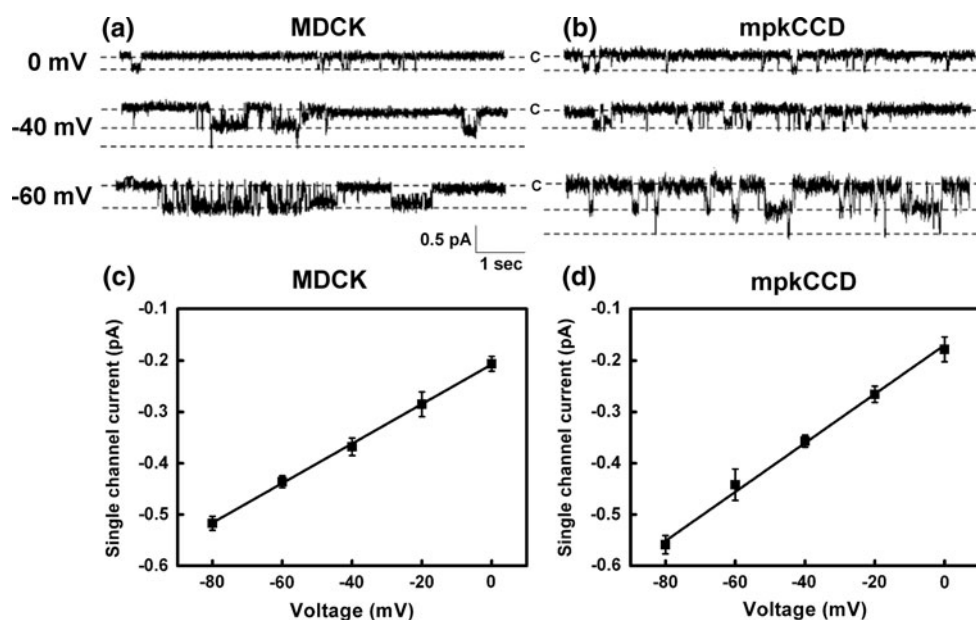 (a) MDCK (b) mpkCCD
0 mV c
-40 mV c
-60 mV c
0.5 pA
1 sec
(c) MDCK (d) mpkCCD
Single channel current (pA)
-0.1
-0.2
-0.3
-0.4
-0.5
-0.6
-80 -60 -40 -20 0
Voltage (mV)
Single channel current (pA)
-0.1
-0.2
-0.3
-0.4
-0.5
-0.6
-80 -60 -40 -20 0
Voltage (mV)